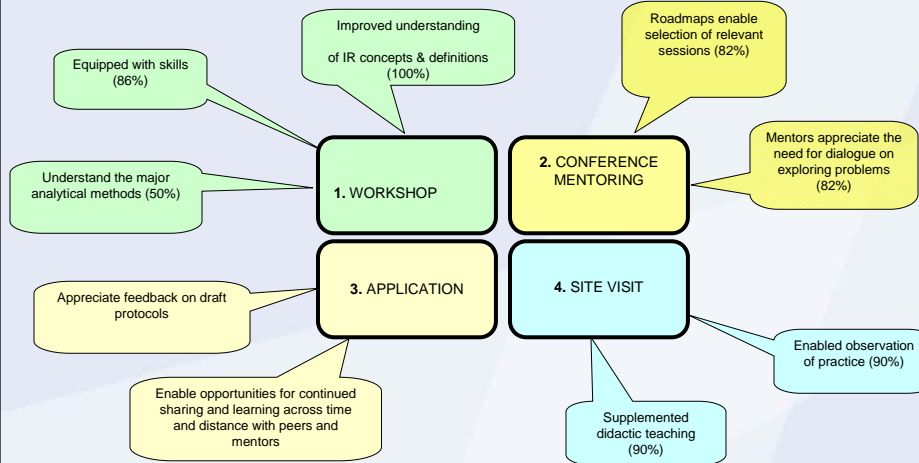 Improved understanding
of IR concepts & definitions
(100%)
Roadmaps enable
selection of relevant
sessions (82%)
Equipped with skills
(86%)
Mentors appreciate the
need for dialogue on
exploring problems
(82%)
Understand the major
analytical methods (50%)
1. WORKSHOP
2. CONFERENCE
MENTORING
3. APPLICATION
4. SITE VISIT
Appreciate feedback on draft
protocols
Enabled observation
of practice (90%)
Enable opportunities for continued
sharing and learning across time
and distance with peers and
mentors
Supplemented
didactic teaching
(90%)